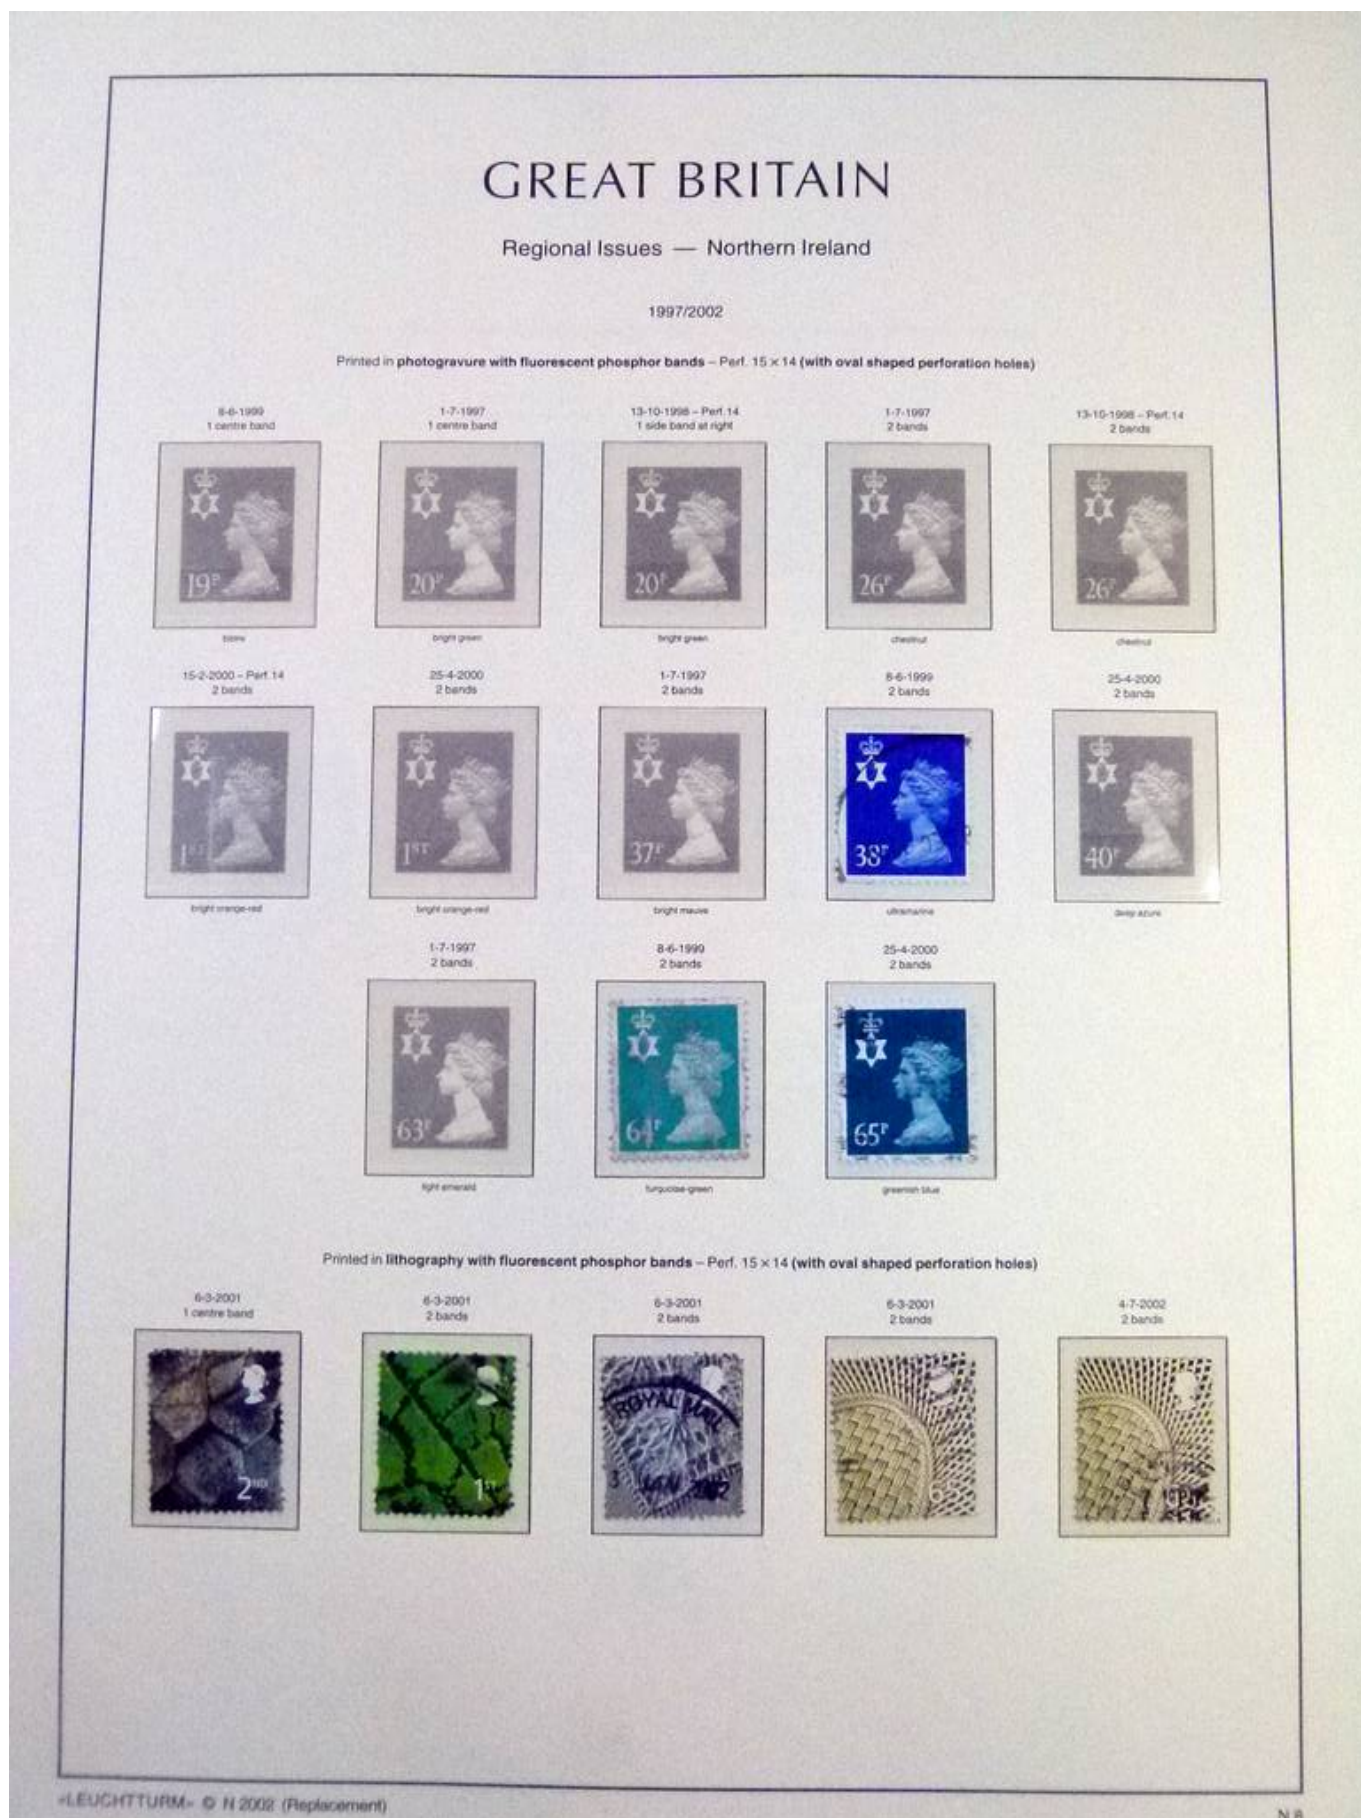 GREAT BRITAIN
Regional Issues — Northern Ireland
1997/2002
Printed in photogravure with fluorescent phosphor bands – Perf. 15 × 14 (with oval shaped perforation holes)
8-6-1999
1 centre band
1-7-1997
1 centre band
13-10-1998 – Perf. 14
1 side band at right
1-7-1997
2 bands
13-10-1998 – Perf. 14
2 bands
19P
20P
20P
26P
26P
bistre
bright green
bright green
chestnut
chestnut
15-2-2000 – Perf. 14
2 bands
25-4-2000
2 bands
1-7-1997
2 bands
8-6-1999
2 bands
25-4-2000
2 bands
1ST
1ST
37P
38P
40P
bright orange-red
bright orange-red
bright mauve
ultramarine
deep azure
1-7-1997
2 bands
8-6-1999
2 bands
25-4-2000
2 bands
63P
64P
65P
light emerald
turquoise-green
greenish blue
Printed in lithography with fluorescent phosphor bands – Perf. 15 × 14 (with oval shaped perforation holes)
6-3-2001
1 centre band
6-3-2001
2 bands
6-3-2001
2 bands
6-3-2001
2 bands
4-7-2002
2 bands
2ND
1ST
ROYAL MAIL
3 JAN 2002
»LEUCHTTURM« © N 2002 (Replacement)
N 8